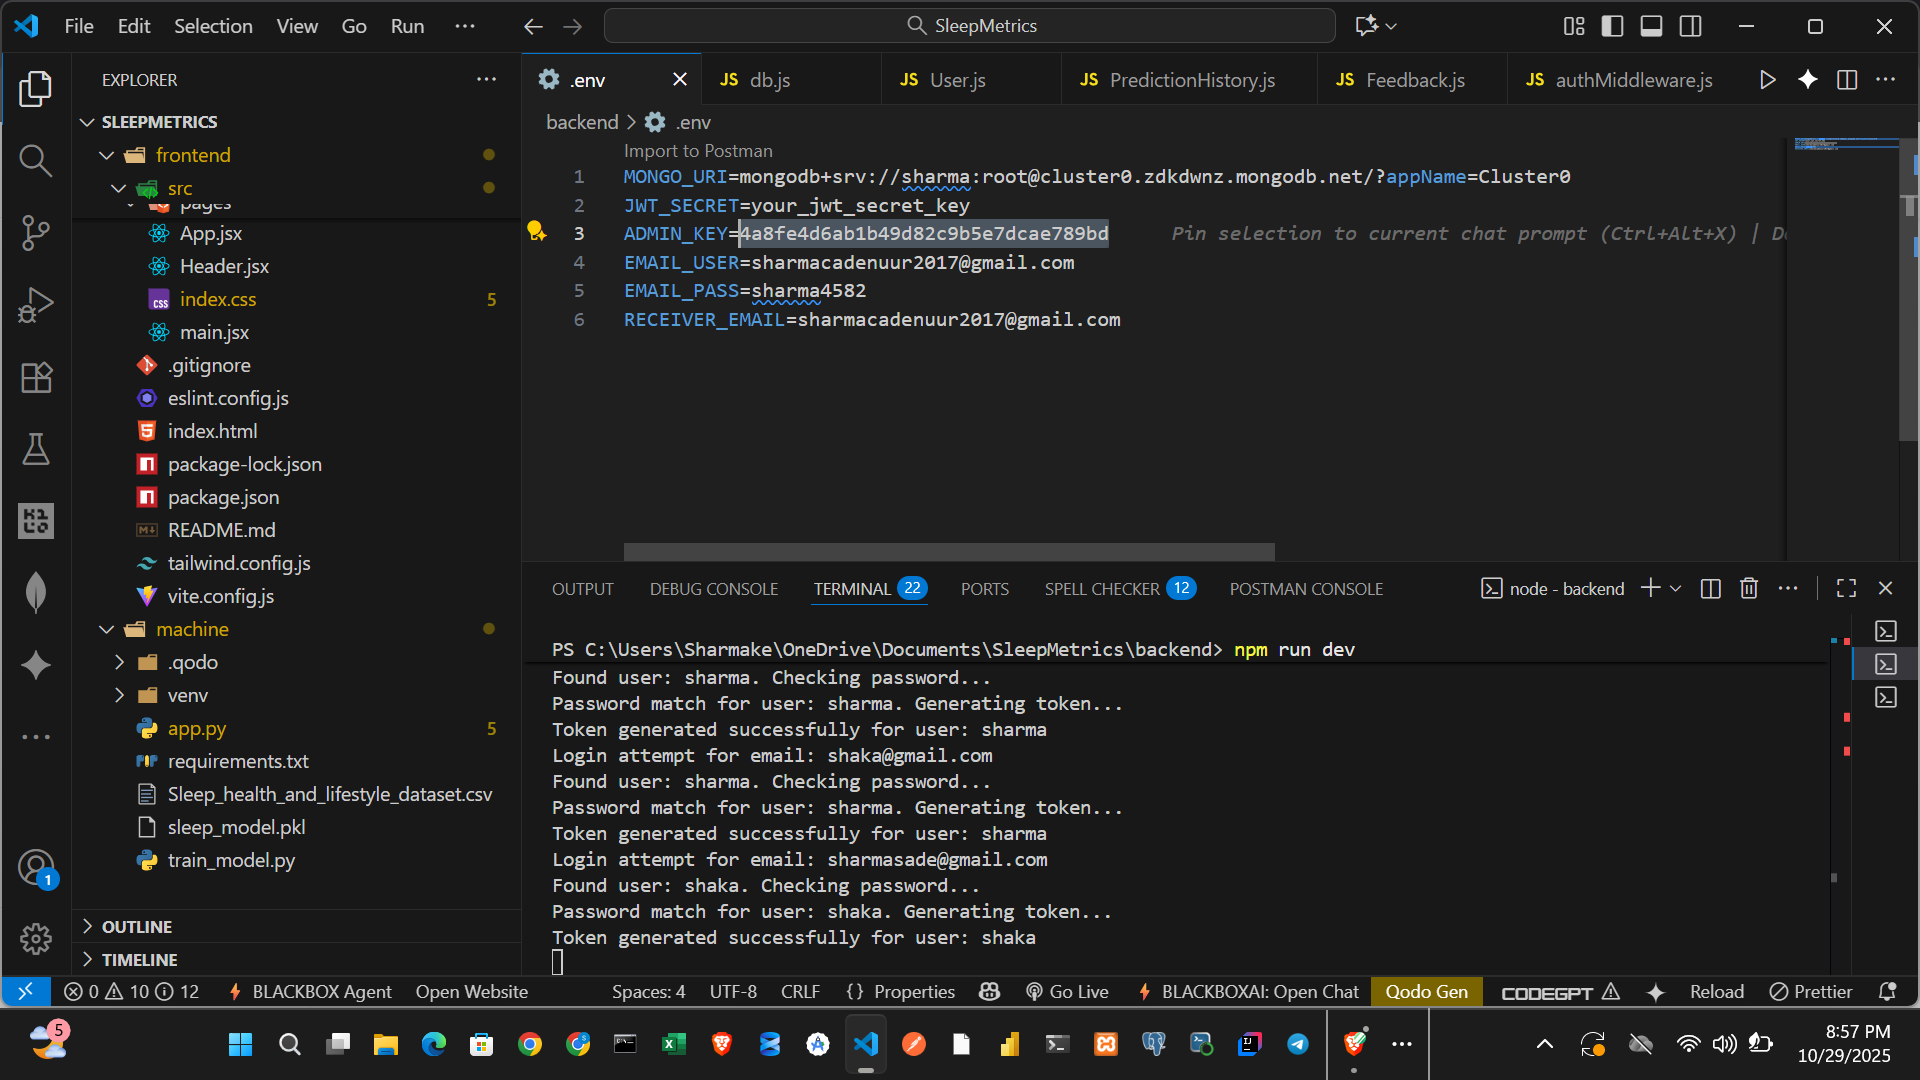 File Edit Selection View Go Run ···
SleepMetrics
EXPLORER
SLEEPMETRICS
frontend
src
pages
App.jsx
Header.jsx
index.css 5
main.jsx
.gitignore
eslint.config.js
index.html
package-lock.json
package.json
README.md
tailwind.config.js
vite.config.js
machine
.qodo
venv
app.py 5
requirements.txt
Sleep_health_and_lifestyle_dataset.csv
sleep_model.pkl
train_model.py
OUTLINE
TIMELINE
.env
JS db.js
JS User.js
JS PredictionHistory.js
JS Feedback.js
JS authMiddleware.js
backend > .env
Import to Postman
1 MONGO_URI=mongodb+srv://sharma:root@cluster0.zdkdwnz.mongodb.net/?appName=Cluster0
2 JWT_SECRET=your_jwt_secret_key
3 ADMIN_KEY=4a8fe4d6ab1b49d82c9b5e7dcae789bd Pin selection to current chat prompt (Ctrl+Alt+X) |
4 EMAIL_USER=sharmacadenuur2017@gmail.com
5 EMAIL_PASS=sharma4582
6 RECEIVER_EMAIL=sharmacadenuur2017@gmail.com
OUTPUT DEBUG CONSOLE TERMINAL 22 PORTS SPELL CHECKER 12 POSTMAN CONSOLE
node - backend
PS C:\Users\Sharmake\OneDrive\Documents\SleepMetrics\backend> npm run dev
Found user: sharma. Checking password...
Password match for user: sharma. Generating token...
Token generated successfully for user: sharma
Login attempt for email: shaka@gmail.com
Found user: sharma. Checking password...
Password match for user: sharma. Generating token...
Token generated successfully for user: sharma
Login attempt for email: sharmasade@gmail.com
Found user: shaka. Checking password...
Password match for user: shaka. Generating token...
Token generated successfully for user: shaka
1
0 10 12 BLACKBOX Agent Open Website Spaces: 4 UTF-8 CRLF {} Properties Go Live BLACKBOXAI: Open Chat Qodo Gen CODEGPT Reload Prettier
5
8:57 PM
10/29/2025